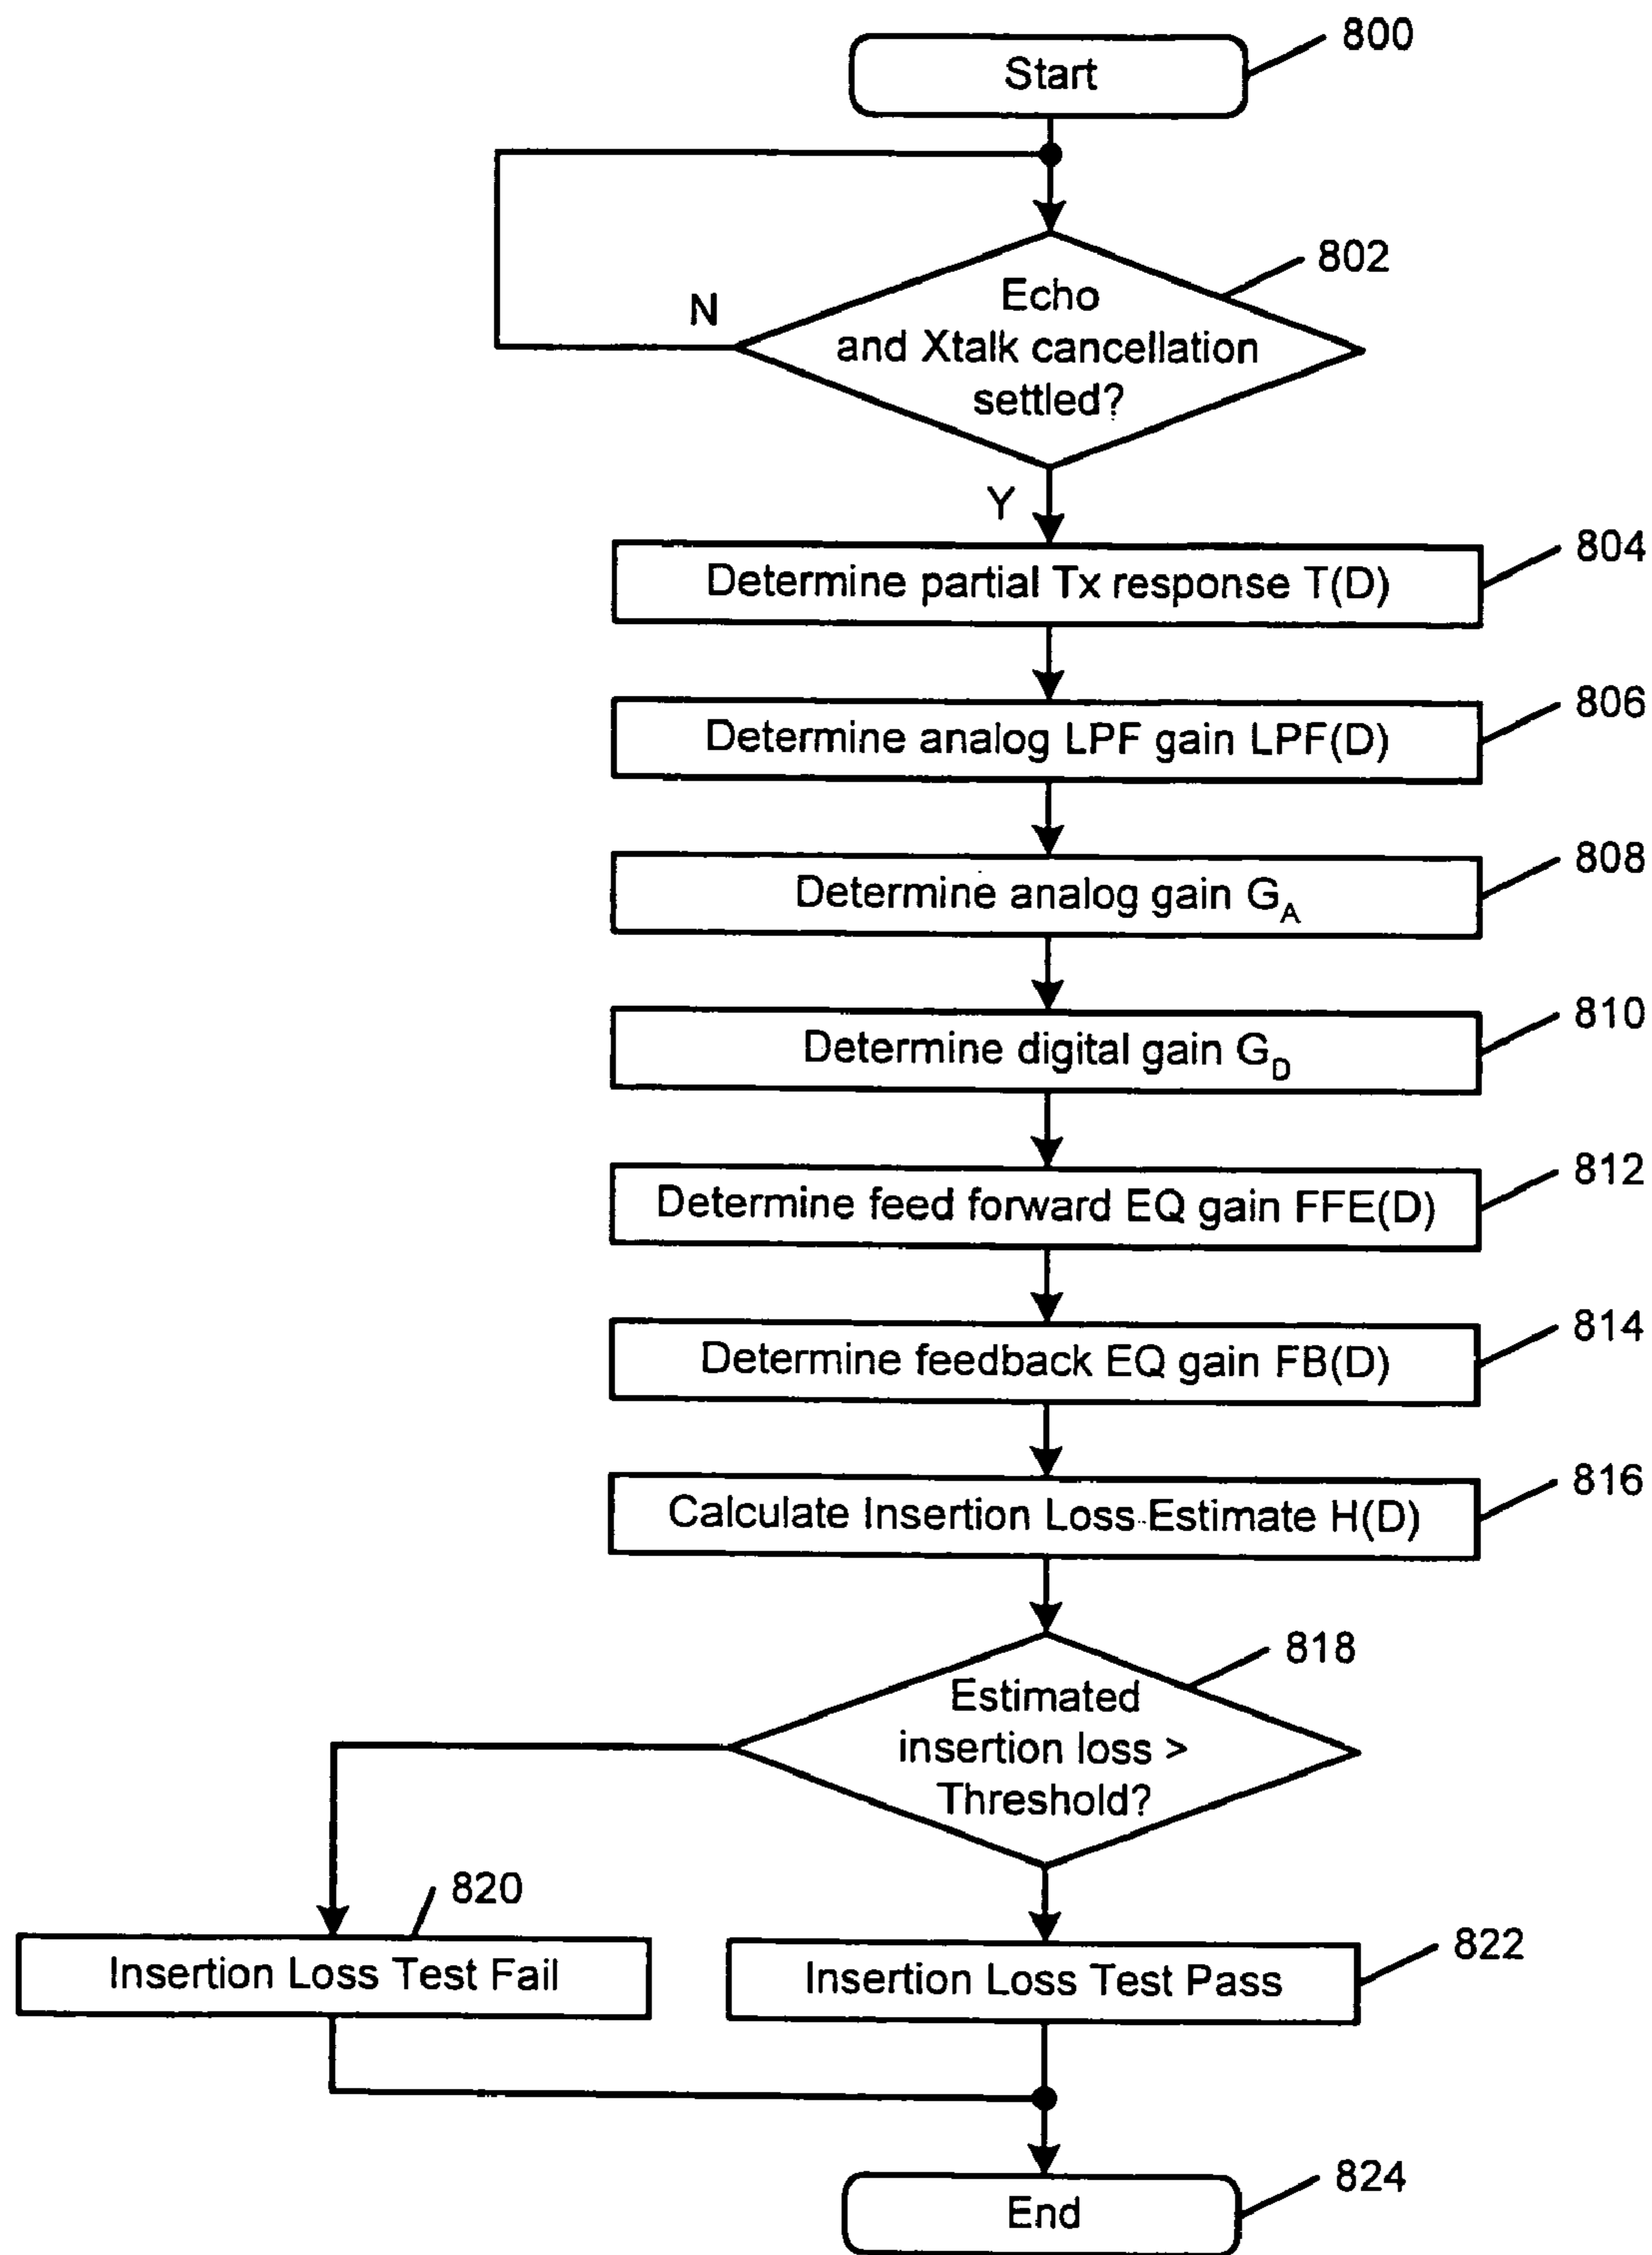 800
Start
802
Echo
and Xtalk cancellation
settled?
N
Y
804
Determine partial Tx response T(D)
806
Determine analog LPF gain LPF(D)
808
Determine analog gain G_A
810
Determine digital gain G_D
812
Determine feed forward EQ gain FFE(D)
814
Determine feedback EQ gain FB(D)
816
Calculate Insertion Loss Estimate H(D)
818
Estimated
insertion loss >
Threshold?
820
Insertion Loss Test Fail
822
Insertion Loss Test Pass
824
End